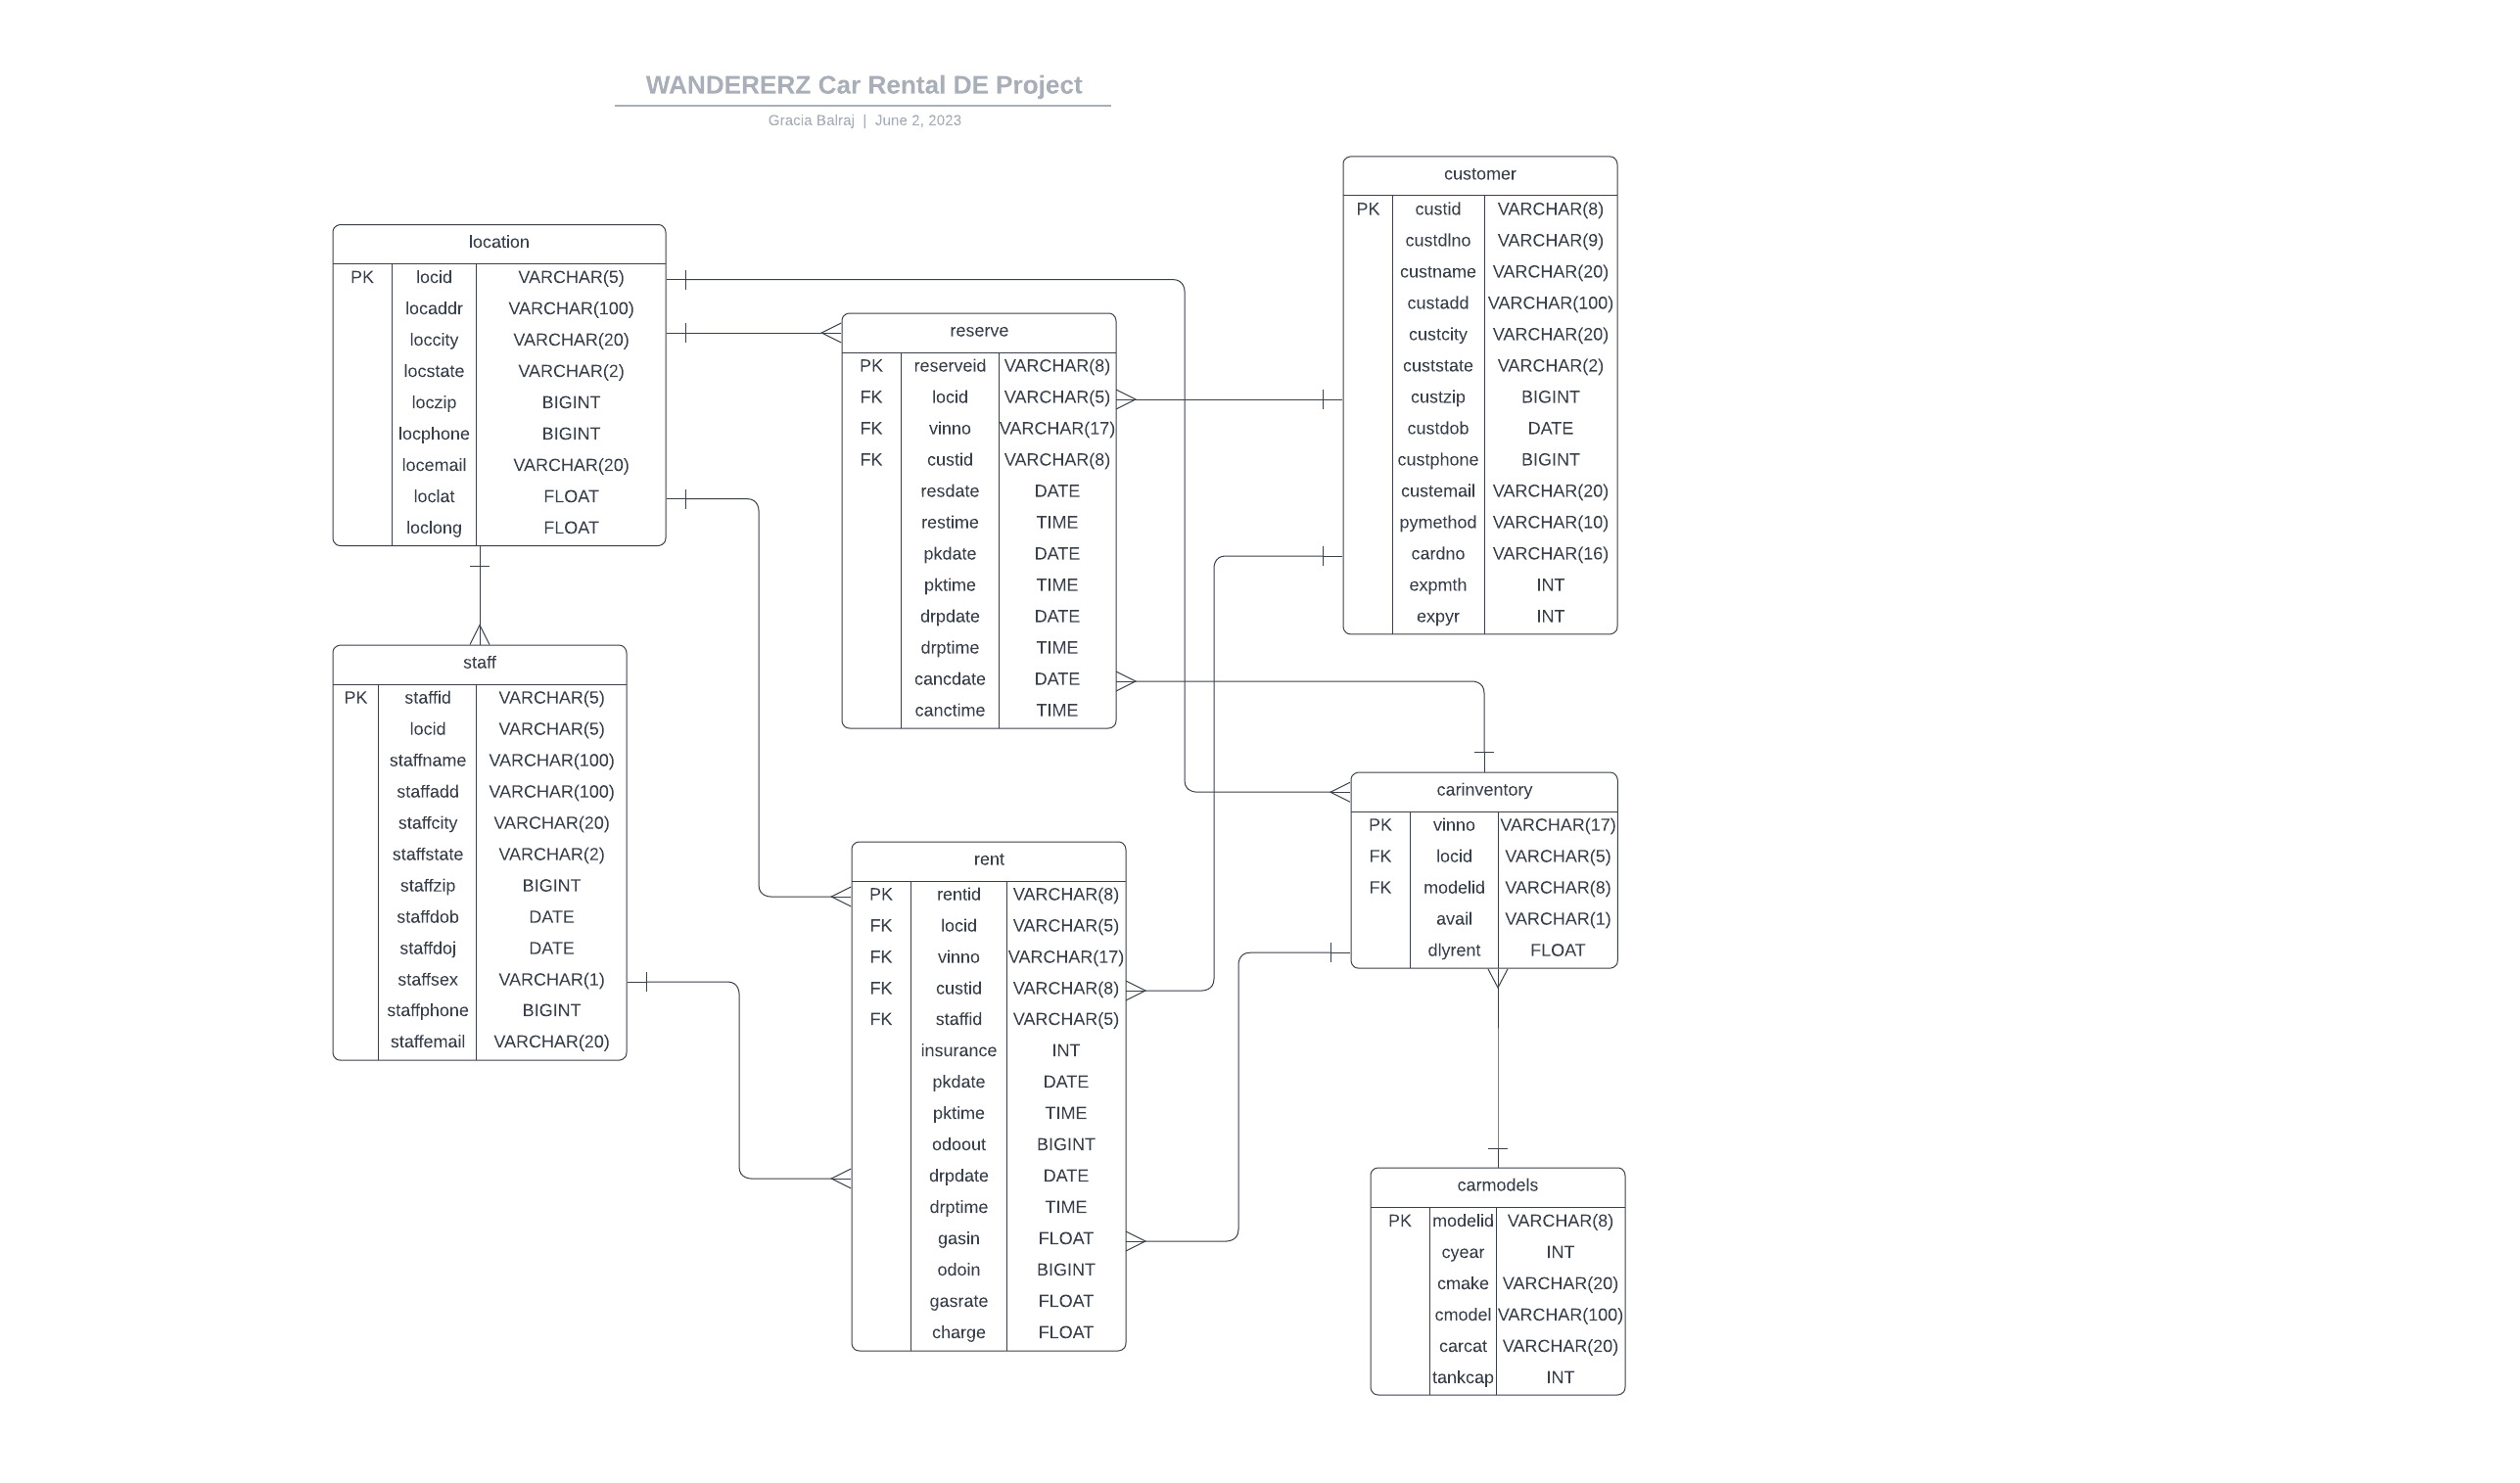 WANDERERZ Car Rental DE Project
Gracia Balraj | June 2, 2023
location
PK locid VARCHAR(5)
locaddr VARCHAR(100)
loccity VARCHAR(20)
locstate VARCHAR(2)
loczip BIGINT
locphone BIGINT
locemail VARCHAR(20)
loclat FLOAT
loclong FLOAT
staff
PK staffid VARCHAR(5)
locid VARCHAR(5)
staffname VARCHAR(100)
staffadd VARCHAR(100)
staffcity VARCHAR(20)
staffstate VARCHAR(2)
staffzip BIGINT
staffdob DATE
staffdoj DATE
staffsex VARCHAR(1)
staffphone BIGINT
staffemail VARCHAR(20)
reserve
PK reserveid VARCHAR(8)
FK locid VARCHAR(5)
FK vinno VARCHAR(17)
FK custid VARCHAR(8)
resdate DATE
restime TIME
pkdate DATE
pktime TIME
drpdate DATE
drptime TIME
cancdate DATE
canctime TIME
rent
PK rentid VARCHAR(8)
FK locid VARCHAR(5)
FK vinno VARCHAR(17)
FK custid VARCHAR(8)
FK staffid VARCHAR(5)
insurance INT
pkdate DATE
pktime TIME
odoout BIGINT
drpdate DATE
drptime TIME
gasin FLOAT
odoin BIGINT
gasrate FLOAT
charge FLOAT
customer
PK custid VARCHAR(8)
custdlno VARCHAR(9)
custname VARCHAR(20)
custadd VARCHAR(100)
custcity VARCHAR(20)
custstate VARCHAR(2)
custzip BIGINT
custdob DATE
custphone BIGINT
custemail VARCHAR(20)
pymethod VARCHAR(10)
cardno VARCHAR(16)
expmth INT
expyr INT
carinventory
PK vinno VARCHAR(17)
FK locid VARCHAR(5)
FK modelid VARCHAR(8)
avail VARCHAR(1)
dlyrent FLOAT
carmodels
PK modelid VARCHAR(8)
cyear INT
cmake VARCHAR(20)
cmodel VARCHAR(100)
carcat VARCHAR(20)
tankcap INT